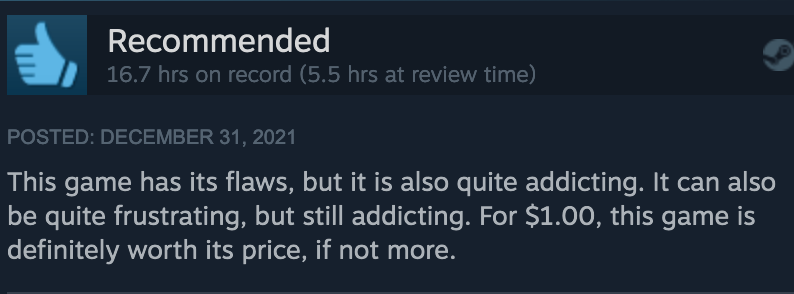 Recommended
16.7 hrs on record (5.5 hrs at review time)
POSTED: DECEMBER 31, 2021
This game has its flaws, but it is also quite addicting. It can also
be quite frustrating, but still addicting. For $1.00, this game is
definitely worth its price, if not more.